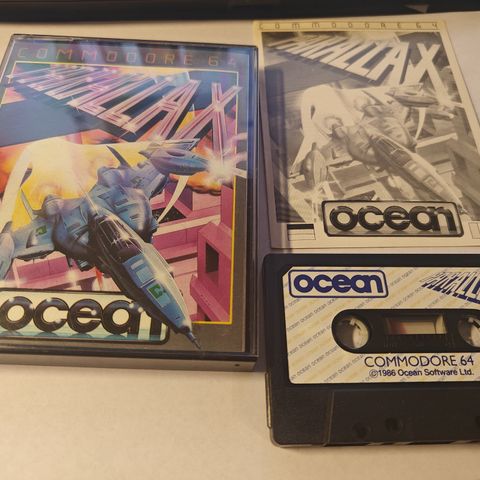 COMMODORE 64
PARALLAX
ocean
COMMODORE 64
PARALLAX
ocean
ocean
PARALLAX
COMMODORE 64
©1986 Ocean Software Ltd.